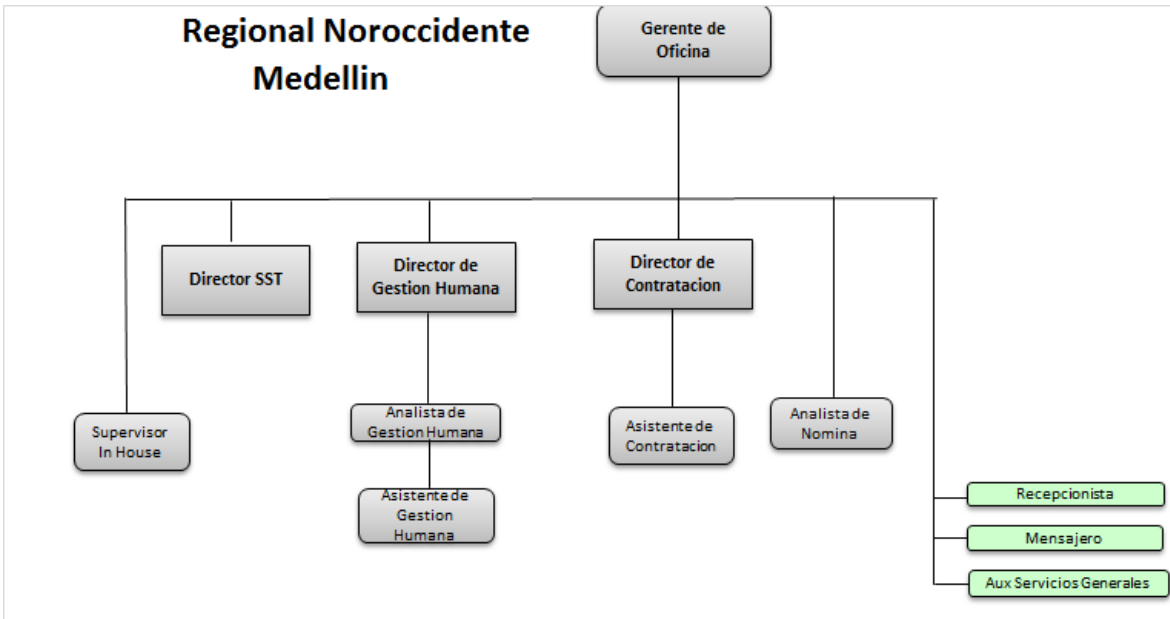 Regional Noroccidente
Medellin
Gerente de
Oficina
Director SST
Director de
Gestion Humana
Director de
Contratacion
Supervisor
In House
Analista de
Gestion Humana
Asistente de
Gestion
Humana
Asistente de
Contratacion
Analista de
Nomina
Recepcionista
Mensajero
Aux Servicios Generales